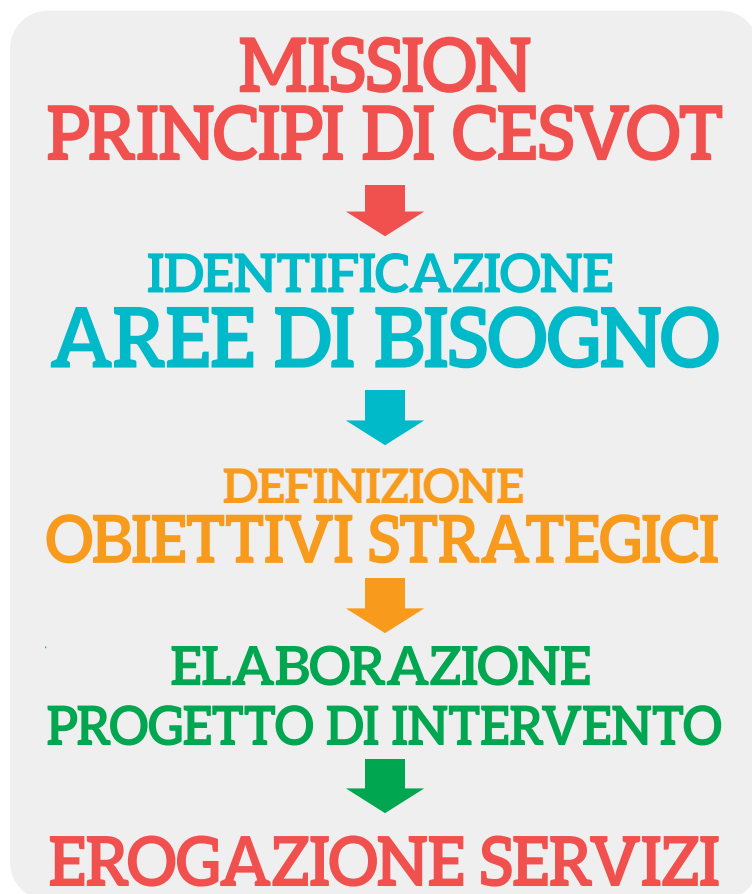 MISSION
PRINCIPI DI CESVOT
IDENTIFICAZIONE
AREE DI BISOGNO
DEFINIZIONE
OBIETTIVI STRATEGICI
ELABORAZIONE
PROGETTO DI INTERVENTO
EROGAZIONE SERVIZI